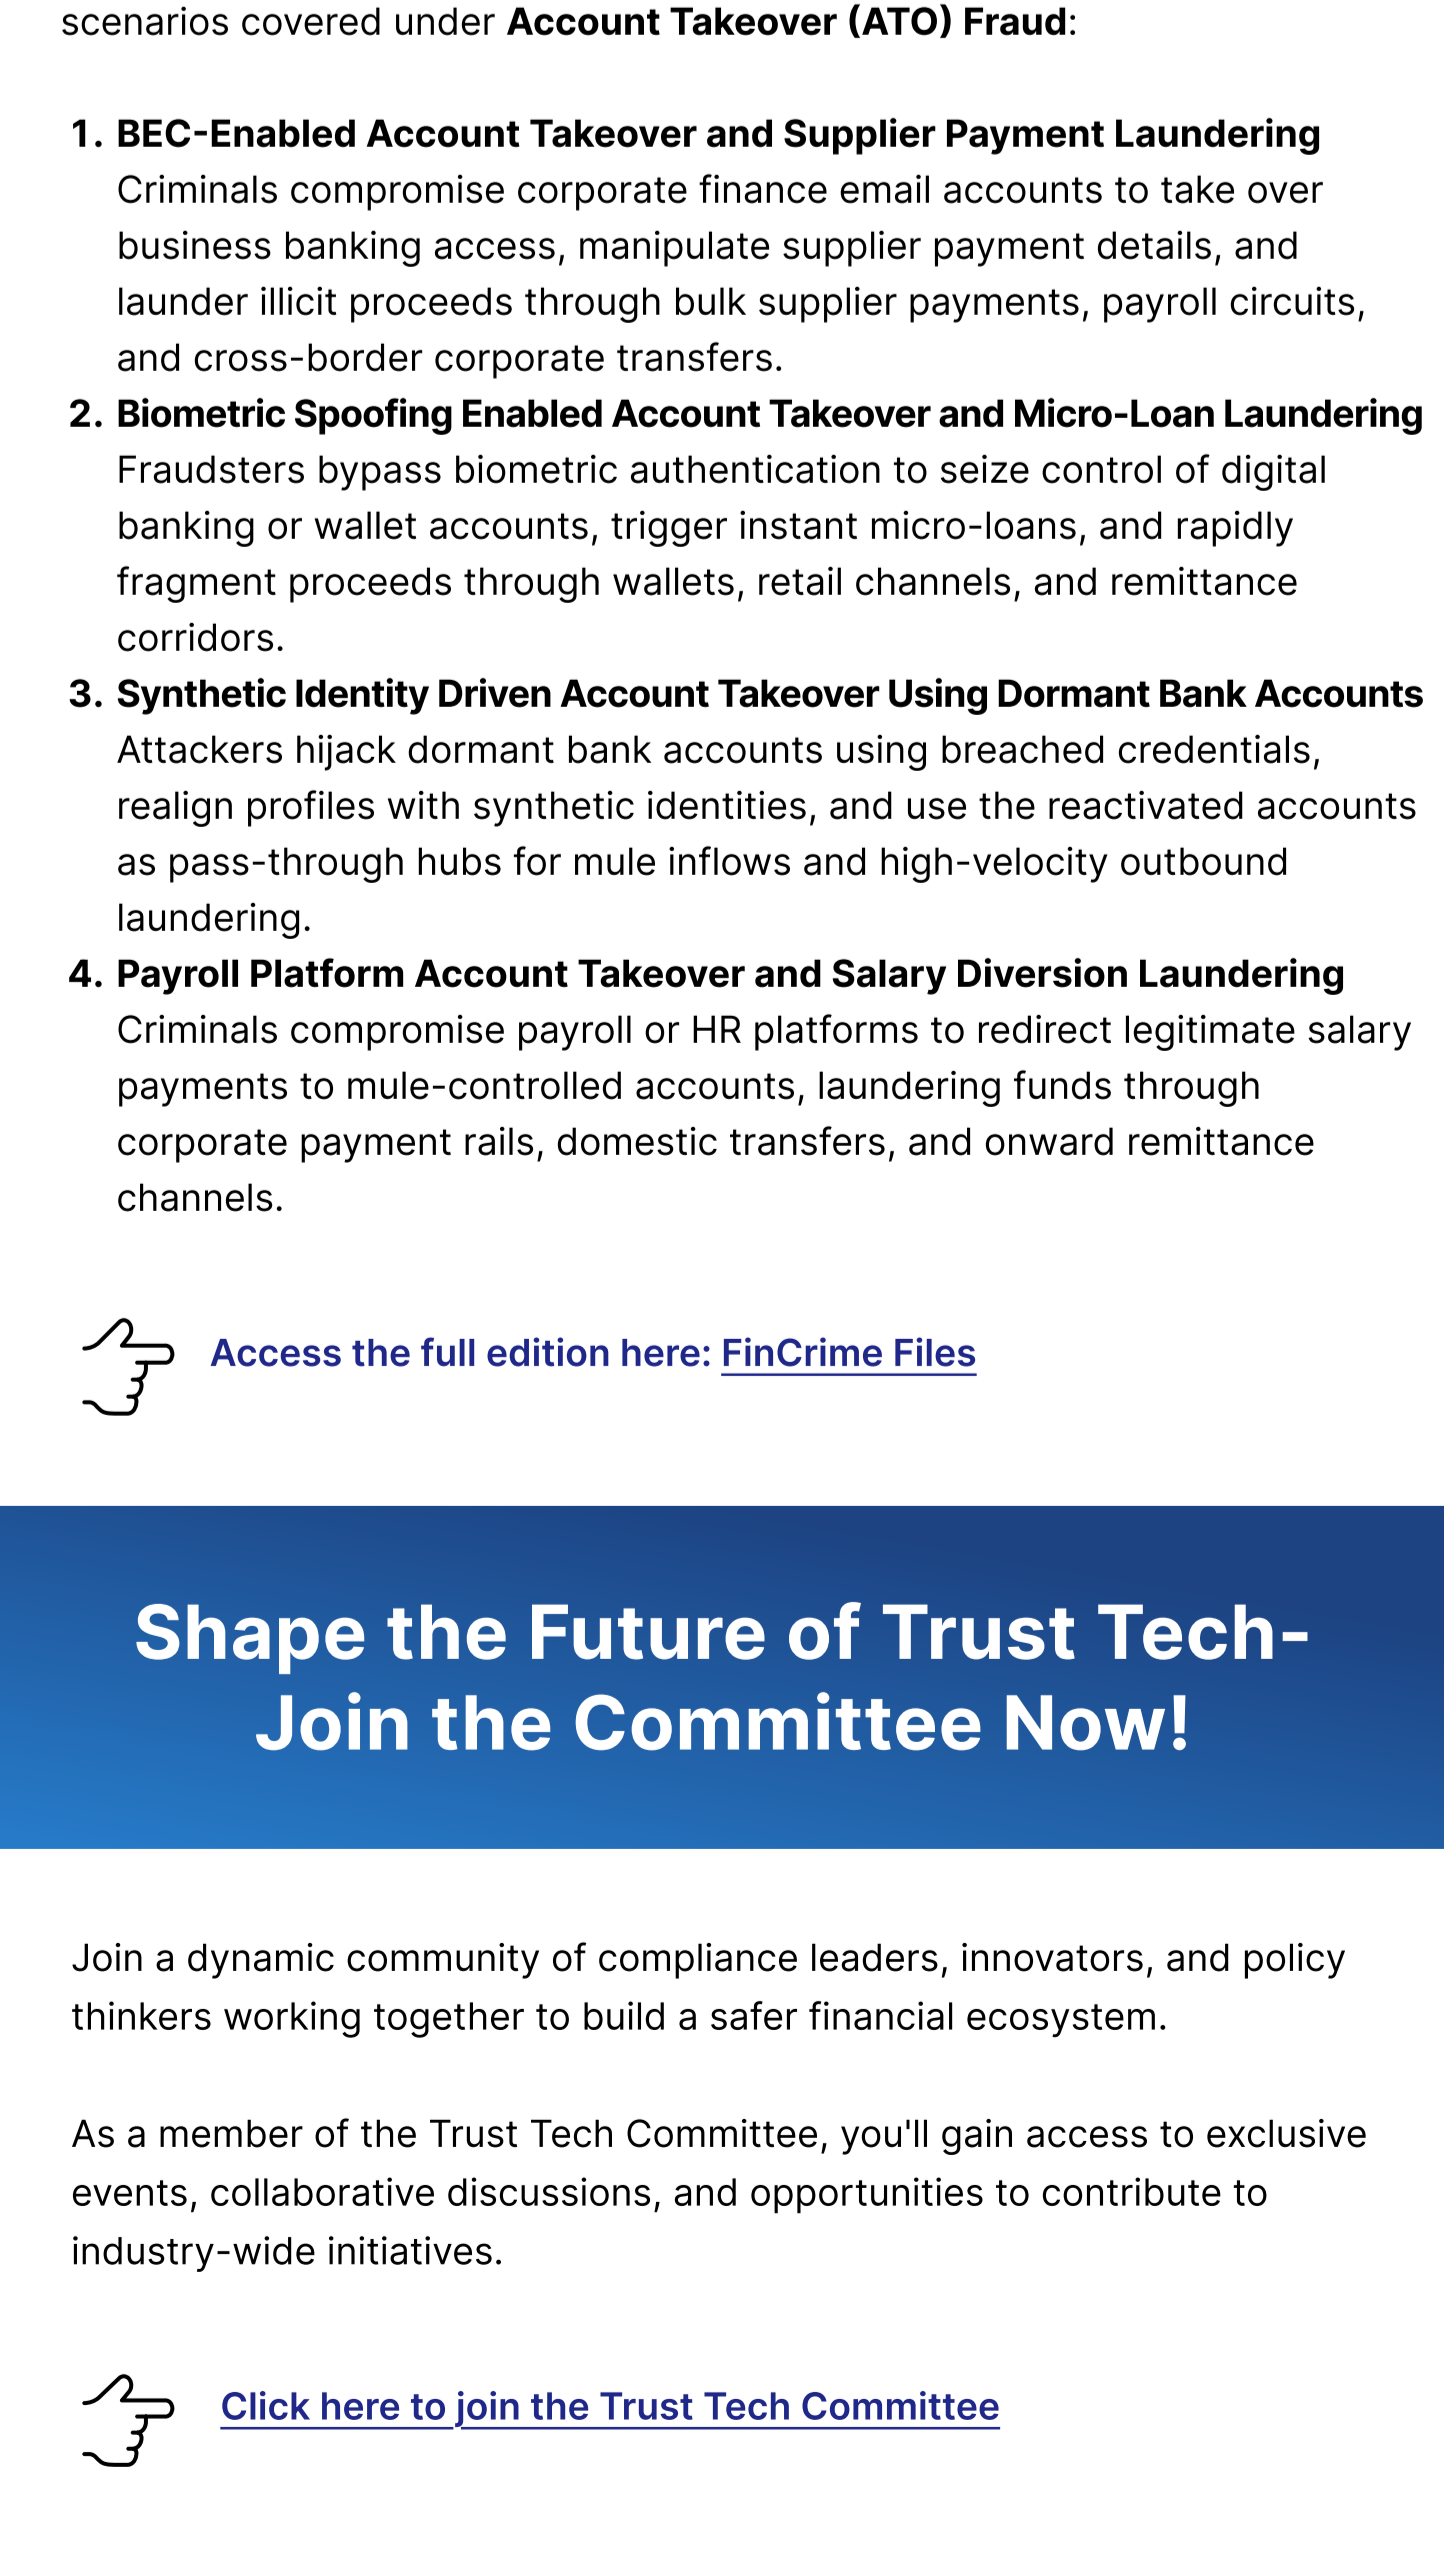 scenarios covered under Account Takeover (ATO) Fraud:
1. BEC-Enabled Account Takeover and Supplier Payment Laundering
Criminals compromise corporate finance email accounts to take over
business banking access, manipulate supplier payment details, and
launder illicit proceeds through bulk supplier payments, payroll circuits,
and cross-border corporate transfers.
2. Biometric Spoofing Enabled Account Takeover and Micro-Loan Laundering
Fraudsters bypass biometric authentication to seize control of digital
banking or wallet accounts, trigger instant micro-loans, and rapidly
fragment proceeds through wallets, retail channels, and remittance
corridors.
3. Synthetic Identity Driven Account Takeover Using Dormant Bank Accounts
Attackers hijack dormant bank accounts using breached credentials,
realign profiles with synthetic identities, and use the reactivated accounts
as pass-through hubs for mule inflows and high-velocity outbound
laundering.
4. Payroll Platform Account Takeover and Salary Diversion Laundering
Criminals compromise payroll or HR platforms to redirect legitimate salary
payments to mule-controlled accounts, laundering funds through
corporate payment rails, domestic transfers, and onward remittance
channels.
Access the full edition here: FinCrime Files
Shape the Future of Trust Tech-
Join the Committee Now!
Join a dynamic community of compliance leaders, innovators, and policy
thinkers working together to build a safer financial ecosystem.
As a member of the Trust Tech Committee, you'll gain access to exclusive
events, collaborative discussions, and opportunities to contribute to
industry-wide initiatives.
Click here to join the Trust Tech Committee